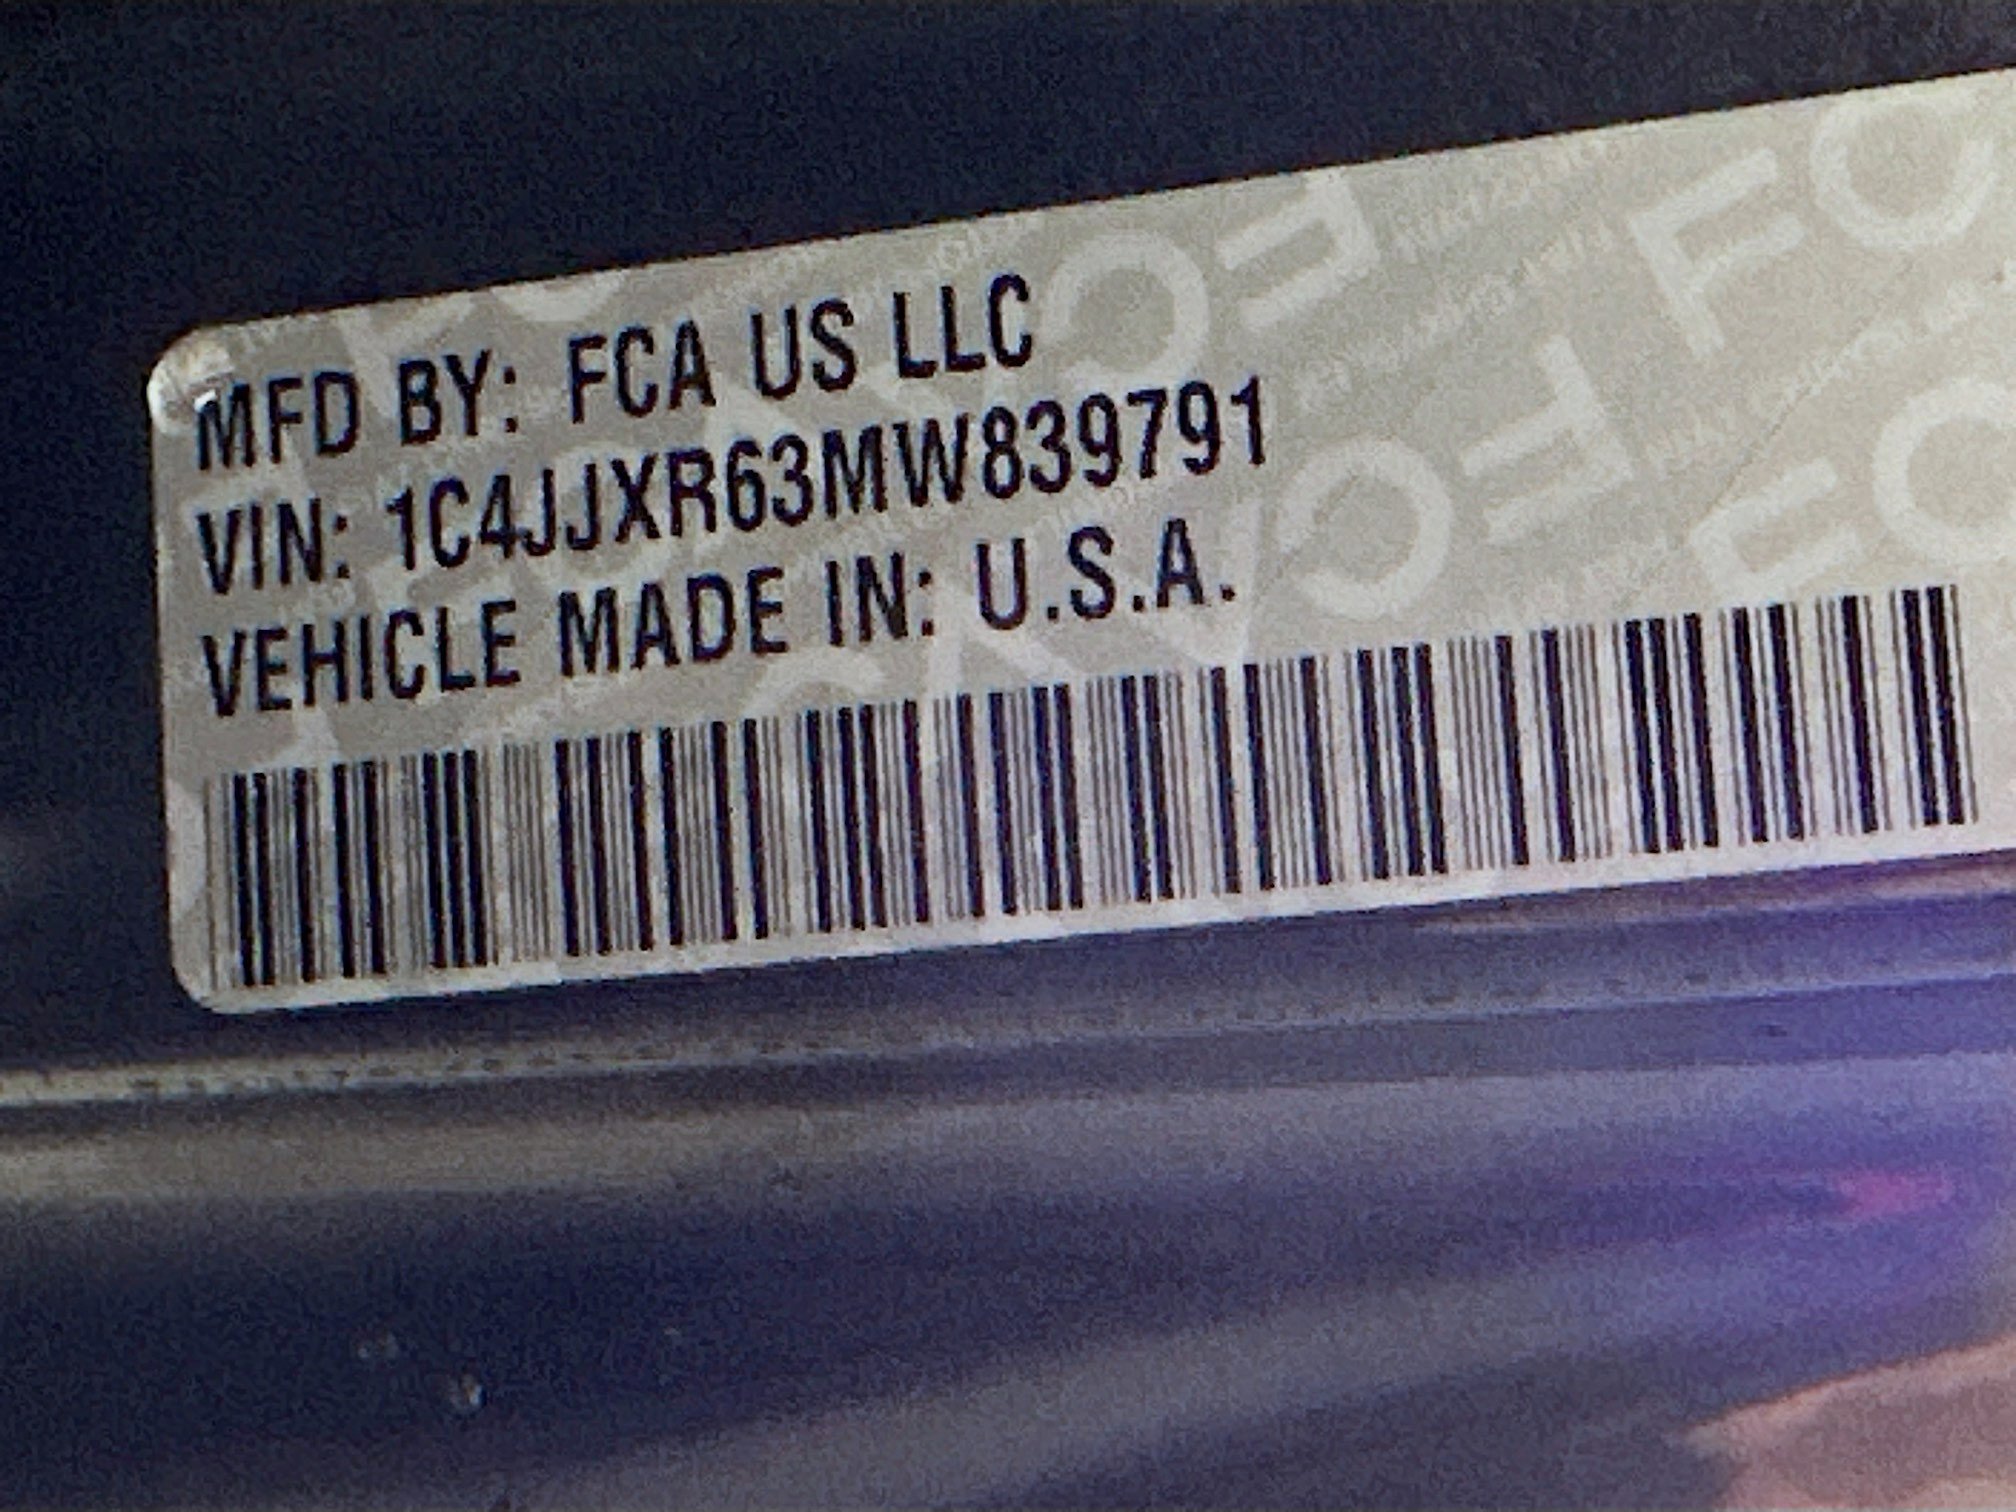 MFD BY: FCA US LLC
VIN: 1C4JJXR63MW839791
VEHICLE MADE IN: U.S.A.